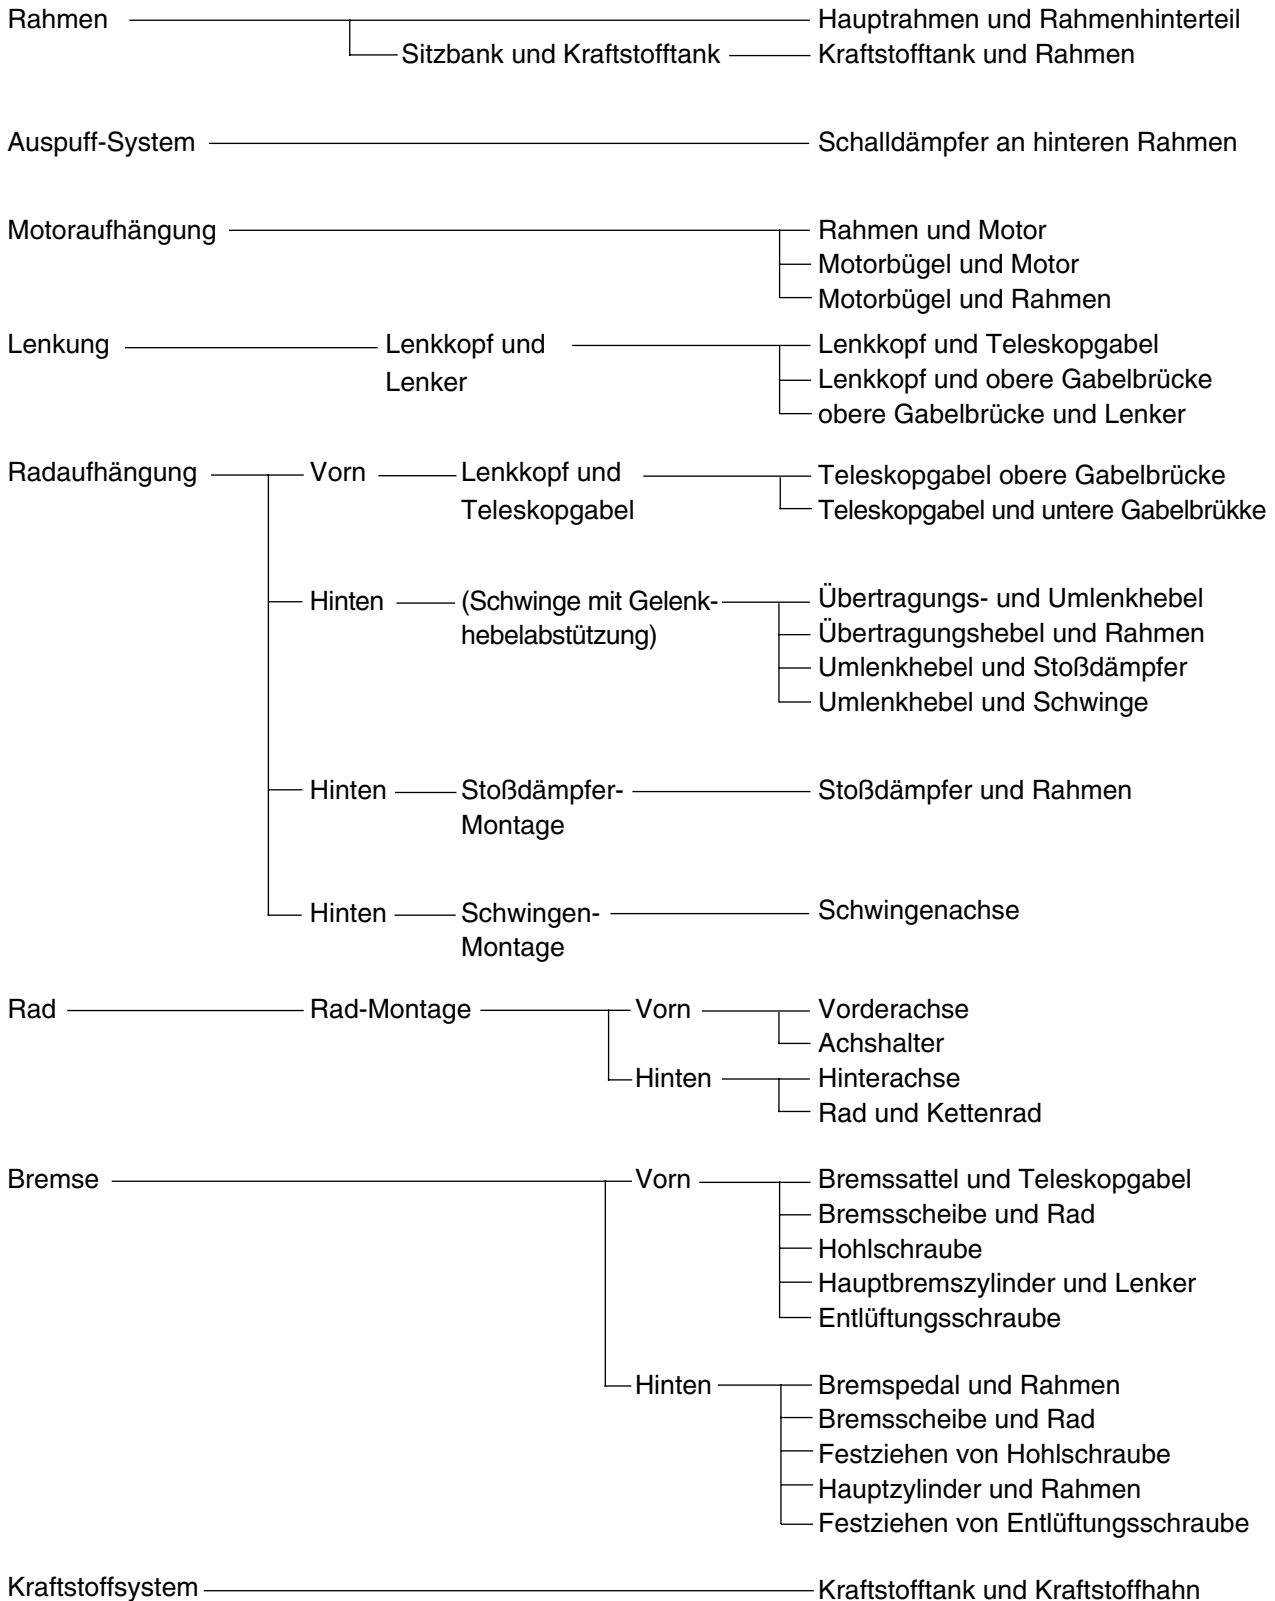 Rahmen Hauptrahmen und Rahmenhinterteil
Sitzbank und Kraftstofftank Kraftstofftank und Rahmen
Auspuff-System Schalldämpfer an hinteren Rahmen
Motoraufhängung Rahmen und Motor
Motorbügel und Motor
Motorbügel und Rahmen
Lenkung Lenkkopf und Lenkkopf und Teleskopgabel
Lenker Lenkkopf und obere Gabelbrücke
obere Gabelbrücke und Lenker
Radaufhängung Vorn Lenkkopf und Teleskopgabel obere Gabelbrücke
Teleskopgabel Teleskopgabel und untere Gabelbrükke
Hinten (Schwinge mit Gelenk- Übertragungs- und Umlenkhebel
hebelabstützung) Übertragungshebel und Rahmen
Umlenkhebel und Stoßdämpfer
Umlenkhebel und Schwinge
Hinten Stoßdämpfer- Stoßdämpfer und Rahmen
Montage
Hinten Schwingen- Schwingenachse
Montage
Rad Rad-Montage Vorn Vorderachse
Achshalter
Hinten Hinterachse
Rad und Kettenrad
Bremse Vorn Bremssattel und Teleskopgabel
Bremsscheibe und Rad
Hohlschraube
Hauptbremszylinder und Lenker
Entlüftungsschraube
Hinten Bremspedal und Rahmen
Bremsscheibe und Rad
Festziehen von Hohlschraube
Hauptzylinder und Rahmen
Festziehen von Entlüftungsschraube
Kraftstoffsystem Kraftstofftank und Kraftstoffhahn